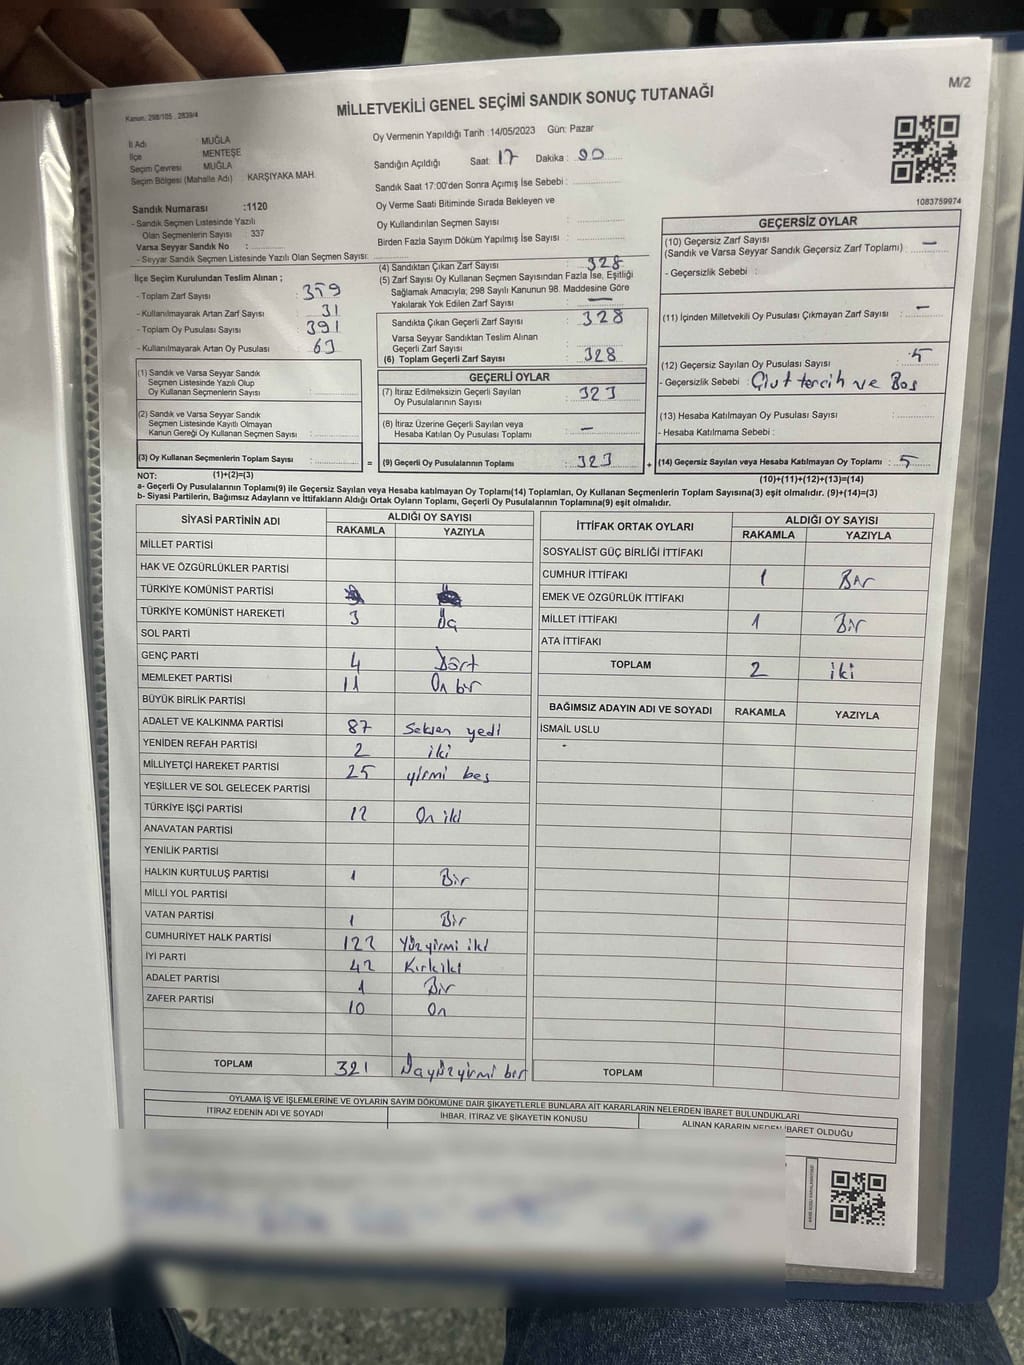 M/2
MİLLETVEKİLİ GENEL SEÇİMİ SANDIK SONUÇ TUTANAĞI
Kanun, 298/105 , 2839/4
İl Adı : MUĞLA
İlçe : MENTEŞE
Seçim Çevresi : MUĞLA
Seçim Bölgesi (Mahalle Adı) : KARŞIYAKA MAH.
Oy Vermenin Yapıldığı Tarih :14/05/2023 Gün: Pazar
Sandığın Açıldığı Saat: 17 Dakika :
Sandık Saat 17:00'den Sonra Açımış İse Sebebi :
Oy Verme Saati Bitiminde Sırada Bekleyen ve
Oy Kullandırılan Seçmen Sayısı :
Birden Fazla Sayım Döküm Yapılmış İse Sayısı :
1083759974
Sandık Numarası :1120
- Sandık Seçmen Listesinde Yazılı
Olan Seçmenlerin Sayısı : 337
Varsa Seyyar Sandık No :
- Seyyar Sandık Seçmen Listesinde Yazılı Olan Seçmen Sayısı:
İlçe Seçim Kurulundan Teslim Alınan ;
- Toplam Zarf Sayısı : 359
- Kullanılmayarak Artan Zarf Sayısı : 31
- Toplam Oy Pusulası Sayısı : 391
- Kullanılmayarak Artan Oy Pusulası : 63
(4) Sandıktan Çıkan Zarf Sayısı : 328
(5) Zarf Sayısı Oy Kullanan Seçmen Sayısından Fazla İse, Eşitliği
Sağlamak Amacıyla; 298 Sayılı Kanunun 98. Maddesine Göre
Yakılarak Yok Edilen Zarf Sayısı : —
Sandıkta Çıkan Geçerli Zarf Sayısı : 328
Varsa Seyyar Sandıktan Teslim Alınan
Geçerli Zarf Sayısı :
(6) Toplam Geçerli Zarf Sayısı : 328
GEÇERSİZ OYLAR
(10) Geçersiz Zarf Sayısı
(Sandık ve Varsa Seyyar Sandık Geçersiz Zarf Toplamı) : —
- Geçersizlik Sebebi :
(11) İçinden Milletvekili Oy Pusulası Çıkmayan Zarf Sayısı : —
(12) Geçersiz Sayılan Oy Pusulası Sayısı : 5
- Geçersizlik Sebebi : Çiut tercih ve Boş
(13) Hesaba Katılmayan Oy Pusulası Sayısı :
- Hesaba Katılmama Sebebi :
(14) Geçersiz Sayılan veya Hesaba Katılmayan Oy Toplamı : 5
(10)+(11)+(12)+(13)=(14)
(1) Sandık ve Varsa Seyyar Sandık
Seçmen Listesinde Yazılı Olup
Oy Kullanan Seçmenlerin Sayısı :
(2) Sandık ve Varsa Seyyar Sandık
Seçmen Listesinde Kayıtlı Olmayan
Kanun Gereği Oy Kullanan Seçmen Sayısı :
(3) Oy Kullanan Seçmenlerin Toplam Sayısı :
(1)+(2)=(3)
GEÇERLİ OYLAR
(7) İtiraz Edilmeksizin Geçerli Sayılan
Oy Pusulalarının Sayısı : 323
(8) İtiraz Üzerine Geçerli Sayılan veya
Hesaba Katılan Oy Pusulası Toplamı : —
= (9) Geçerli Oy Pusulalarının Toplamı : 323 +
NOT:
a- Geçerli Oy Pusulalarının Toplamı(9) ile Geçersiz Sayılan veya Hesaba katılmayan Oy Toplamı(14) Toplamları, Oy Kullanan Seçmenlerin Toplam Sayısına(3) eşit olmalıdır. (9)+(14)=(3)
b- Siyasi Partilerin, Bağımsız Adayların ve İttifakların Aldığı Ortak Oyların Toplamı, Geçerli Oy Pusulalarının Toplamına(9) eşit olmalıdır.
SİYASİ PARTİNİN ADI ALDIĞI OY SAYISI
RAKAMLA YAZIYLA
MİLLET PARTİSİ
HAK VE ÖZGÜRLÜKLER PARTİSİ
TÜRKİYE KOMÜNİST PARTİSİ
TÜRKİYE KOMÜNİST HAREKETİ 3 Üç
SOL PARTİ
GENÇ PARTİ 4 Dört
MEMLEKET PARTİSİ 11 On bir
BÜYÜK BİRLİK PARTİSİ
ADALET VE KALKINMA PARTİSİ 87 Seksen yedi
YENİDEN REFAH PARTİSİ 2 iki
MİLLİYETÇİ HAREKET PARTİSİ 25 yirmi beş
YEŞİLLER VE SOL GELECEK PARTİSİ
TÜRKİYE İŞÇİ PARTİSİ 12 On iki
ANAVATAN PARTİSİ
YENİLİK PARTİSİ
HALKIN KURTULUŞ PARTİSİ 1 Bir
MİLLİ YOL PARTİSİ
VATAN PARTİSİ 1 Bir
CUMHURİYET HALK PARTİSİ 122 Yüzyirmi iki
İYİ PARTİ 42 Kırkiki
ADALET PARTİSİ 1 Bir
ZAFER PARTİSİ 10 On
TOPLAM 321
İTTİFAK ORTAK OYLARI ALDIĞI OY SAYISI
RAKAMLA YAZIYLA
SOSYALİST GÜÇ BİRLİĞİ İTTİFAKI
CUMHUR İTTİFAKI 1 Bir
EMEK VE ÖZGÜRLÜK İTTİFAKI
MİLLET İTTİFAKI 1 Bir
ATA İTTİFAKI
TOPLAM 2 iki
BAĞIMSIZ ADAYIN ADI VE SOYADI RAKAMLA YAZIYLA
İSMAİL USLU
TOPLAM
OYLAMA İŞ VE İŞLEMLERİNE VE OYLARIN SAYIM DÖKÜMÜNE DAİR ŞİKAYETLERLE BUNLARA AİT KARARLARIN NELERDEN İBARET BULUNDUKLARI
İTİRAZ EDENİN ADI VE SOYADI İHBAR, İTİRAZ VE ŞİKAYETİN KONUSU ALINAN KARARIN NEDEN İBARET OLDUĞU